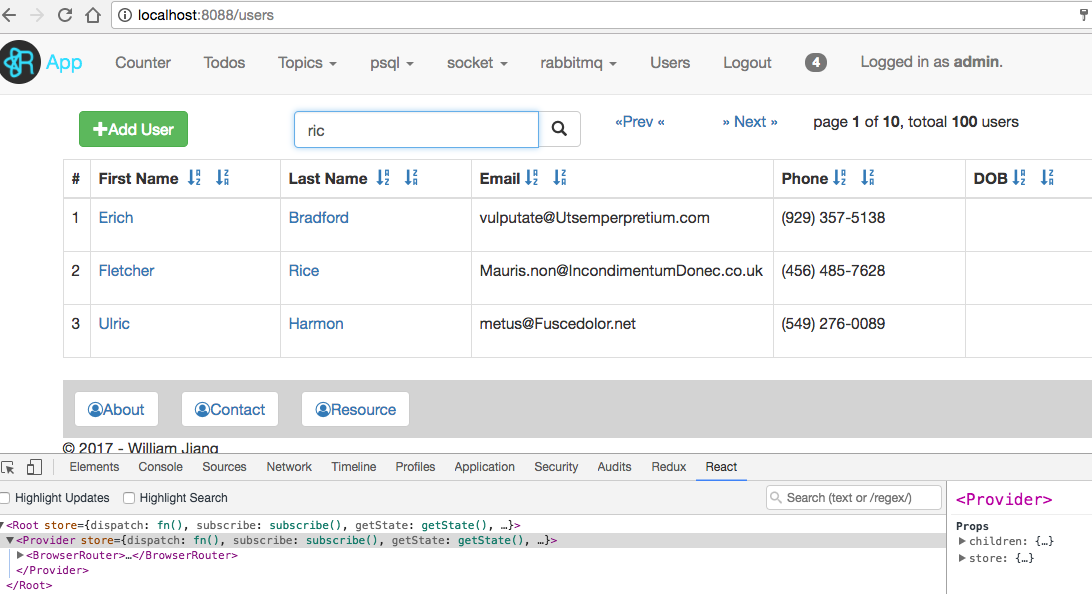 localhost:8088/users
App Counter Todos Topics psql socket rabbitmq Users Logout 4 Logged in as admin.
Add User ric «Prev « » Next » page 1 of 10, totoal 100 users
# First Name Last Name Email Phone DOB
1 Erich Bradford vulputate@Utsemperpretium.com (929) 357-5138
2 Fletcher Rice Mauris.non@IncondimentumDonec.co.uk (456) 485-7628
3 Ulric Harmon metus@Fuscedolor.net (549) 276-0089
About Contact Resource
© 2017 - William Jiang
Elements Console Sources Network Timeline Profiles Application Security Audits Redux React
Highlight Updates Highlight Search Search (text or /regex/) <Provider>
<Root store={dispatch: fn(), subscribe: subscribe(), getState: getState(), …}> Props
<Provider store={dispatch: fn(), subscribe: subscribe(), getState: getState(), …}> children: {…}
<BrowserRouter>…</BrowserRouter> store: {…}
</Provider>
</Root>